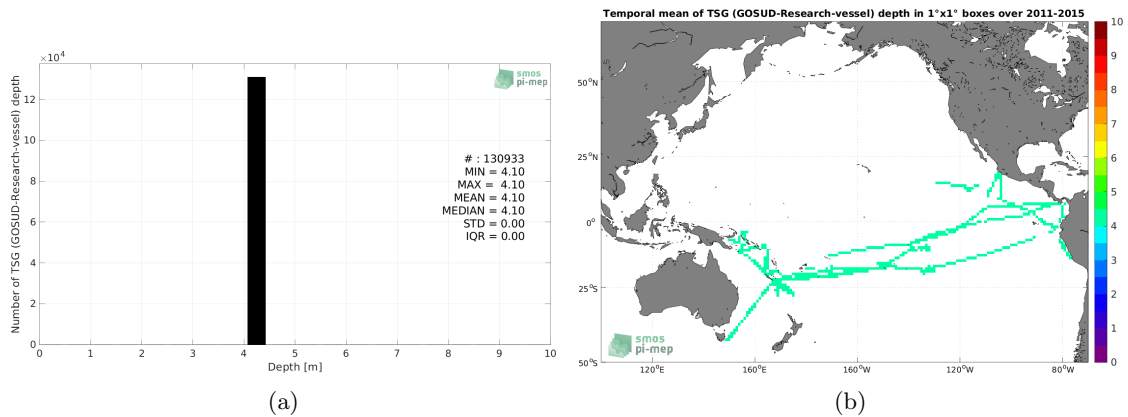 ×10⁴
Number of TSG (GOSUD-Research-vessel) depth
14
12
10
8
6
4
2
0
smos
pi-mep
# : 130933
MIN = 4.10
MAX = 4.10
MEAN = 4.10
MEDIAN = 4.10
STD = 0.00
IQR = 0.00
0 1 2 3 4 5 6 7 8 9 10
Depth [m]
(a)
Temporal mean of TSG (GOSUD-Research-vessel) depth in 1°x1° boxes over 2011-2015
50°N
25°N
0°
25°S
50°S
smos
pi-mep
120°E 160°E 160°W 120°W 80°W
10
9
8
7
6
5
4
3
2
1
0
(b)